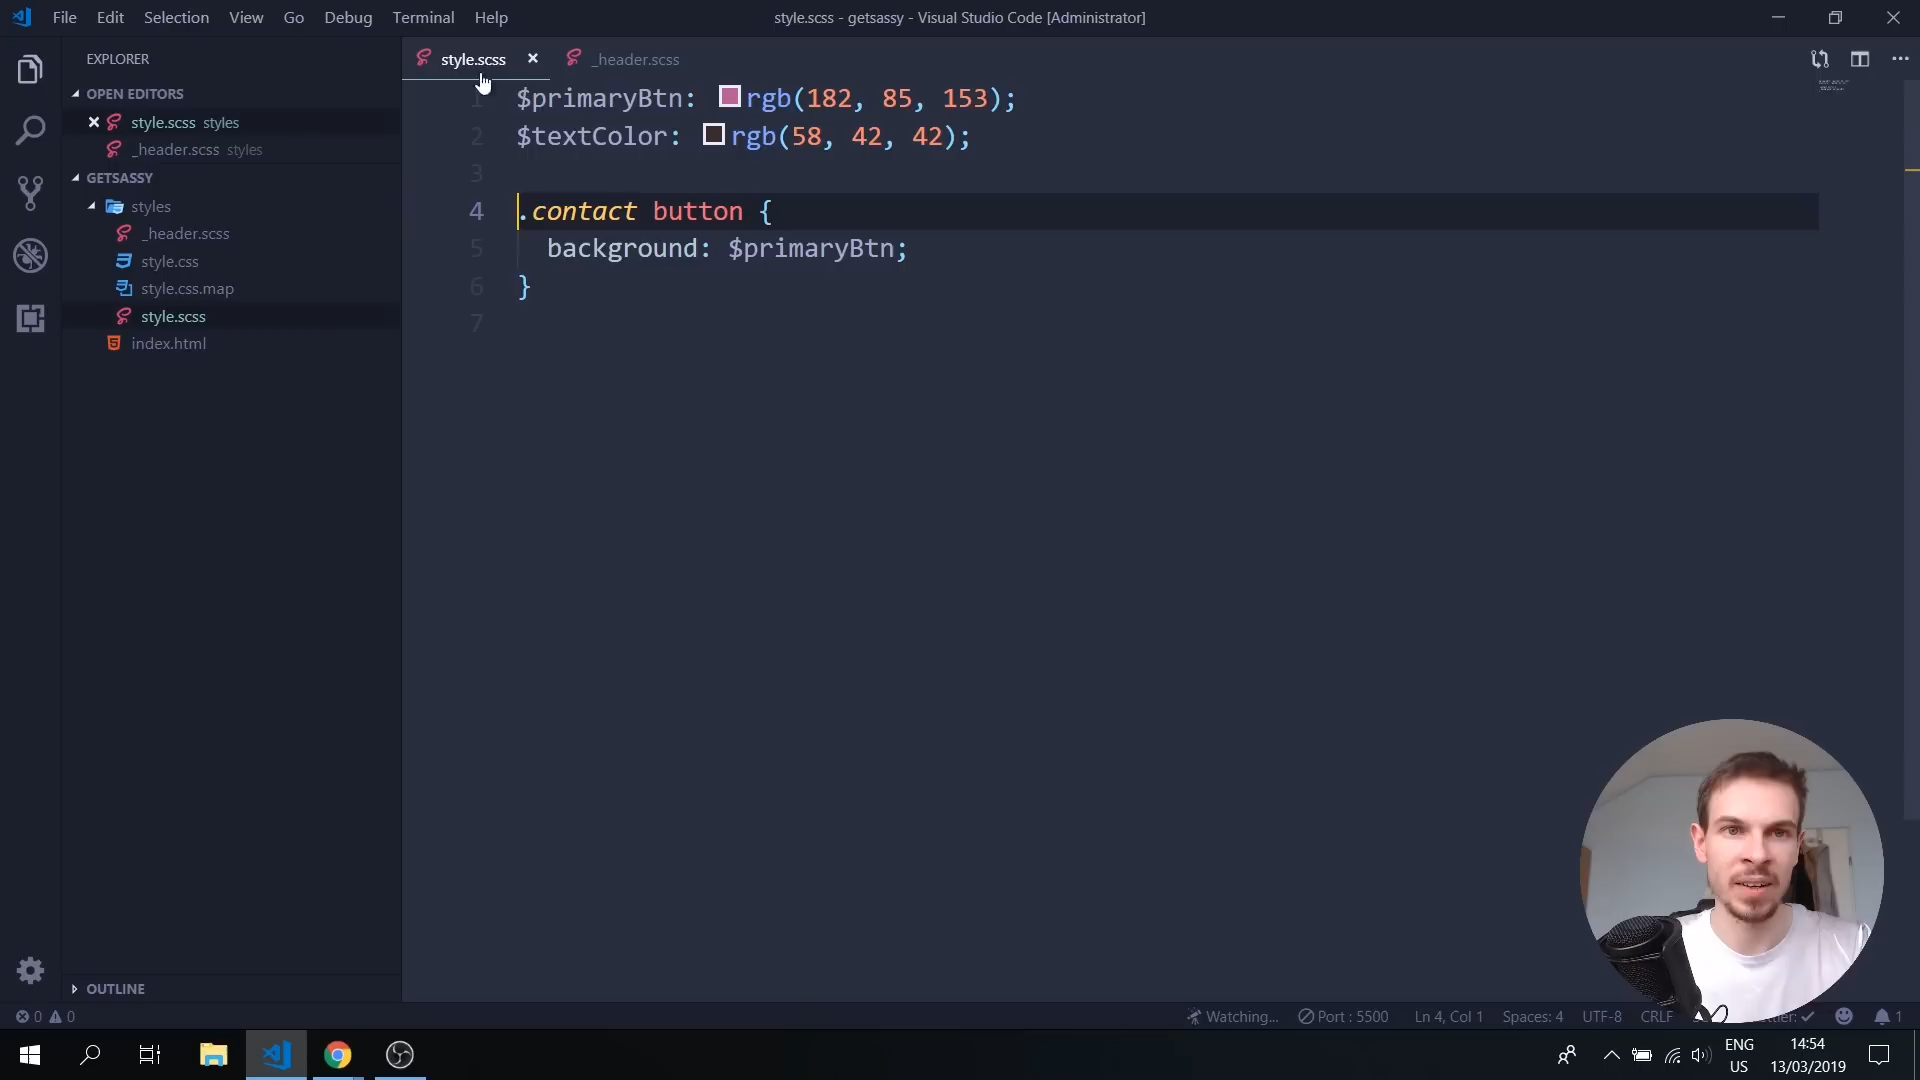 File Edit Selection View Go Debug Terminal Help
style.scss - getsassy - Visual Studio Code [Administrator]
EXPLORER
OPEN EDITORS
style.scss styles
_header.scss styles
GETSASSY
styles
_header.scss
style.css
style.css.map
style.scss
index.html
OUTLINE
style.scss
_header.scss
1 $primaryBtn: rgb(182, 85, 153);
2 $textColor: rgb(58, 42, 42);
3
4 .contact button {
5 background: $primaryBtn;
6 }
7
0 0
Watching...
Port : 5500
Ln 4, Col 1
Spaces: 4
UTF-8
CRLF
1
ENG
US
14:54
13/03/2019